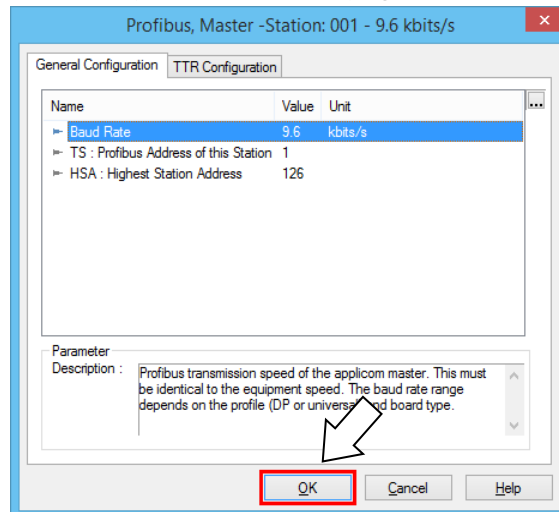 Profibus, Master -Station: 001 - 9.6 kbits/s
General Configuration TTR Configuration
Name Value Unit
Baud Rate 9.6 kbits/s
TS : Profibus Address of this Station 1
HSA : Highest Station Address 126
Parameter
Description : Profibus transmission speed of the applicom master. This must
be identical to the equipment speed. The baud rate range
depends on the profile (DP or universal) board type.
OK Cancel Help